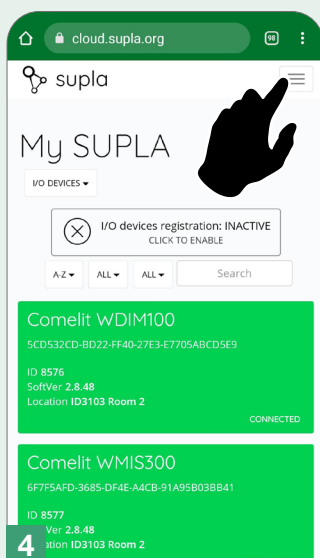 cloud.supla.org
98
supla
My SUPLA
I/O DEVICES
I/O devices registration: INACTIVE
CLICK TO ENABLE
A-Z ALL ALL Search
Comelit WDIM100
5CD532CD-BD22-FF40-27E3-E7705ABCD5E9
ID 8576
SoftVer 2.8.48
Location ID3103 Room 2
CONNECTED
Comelit WMIS300
6F7F5AFD-3685-DF4E-A4CB-91A95B03BB41
ID 8577
Ver 2.8.48
ation ID3103 Room 2
4